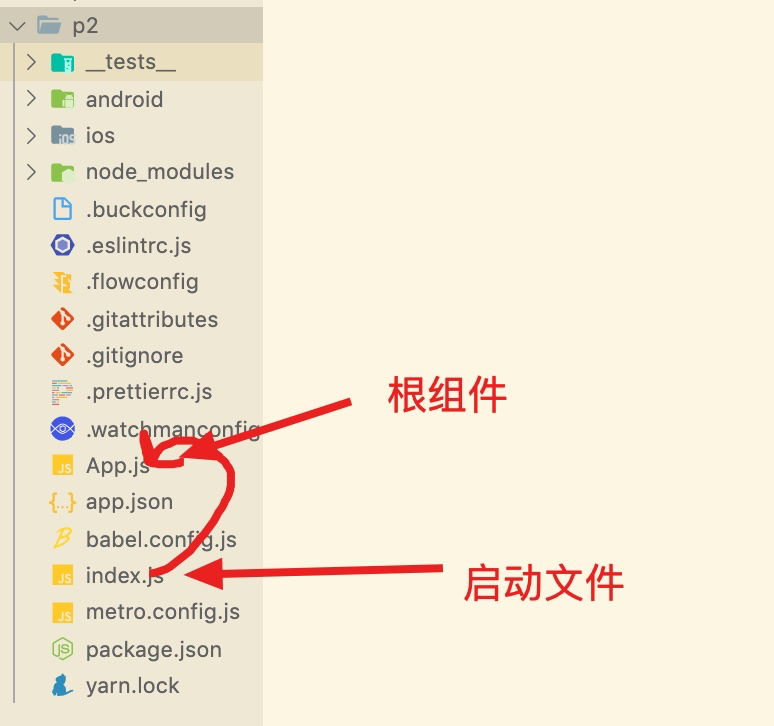 p2
__tests__
android
ios
node_modules
.buckconfig
.eslintrc.js
.flowconfig
.gitattributes
.gitignore
.prettierrc.js
根组件
.watchmanconfig
App.js
app.json
babel.config.js
index.js
启动文件
metro.config.js
package.json
yarn.lock